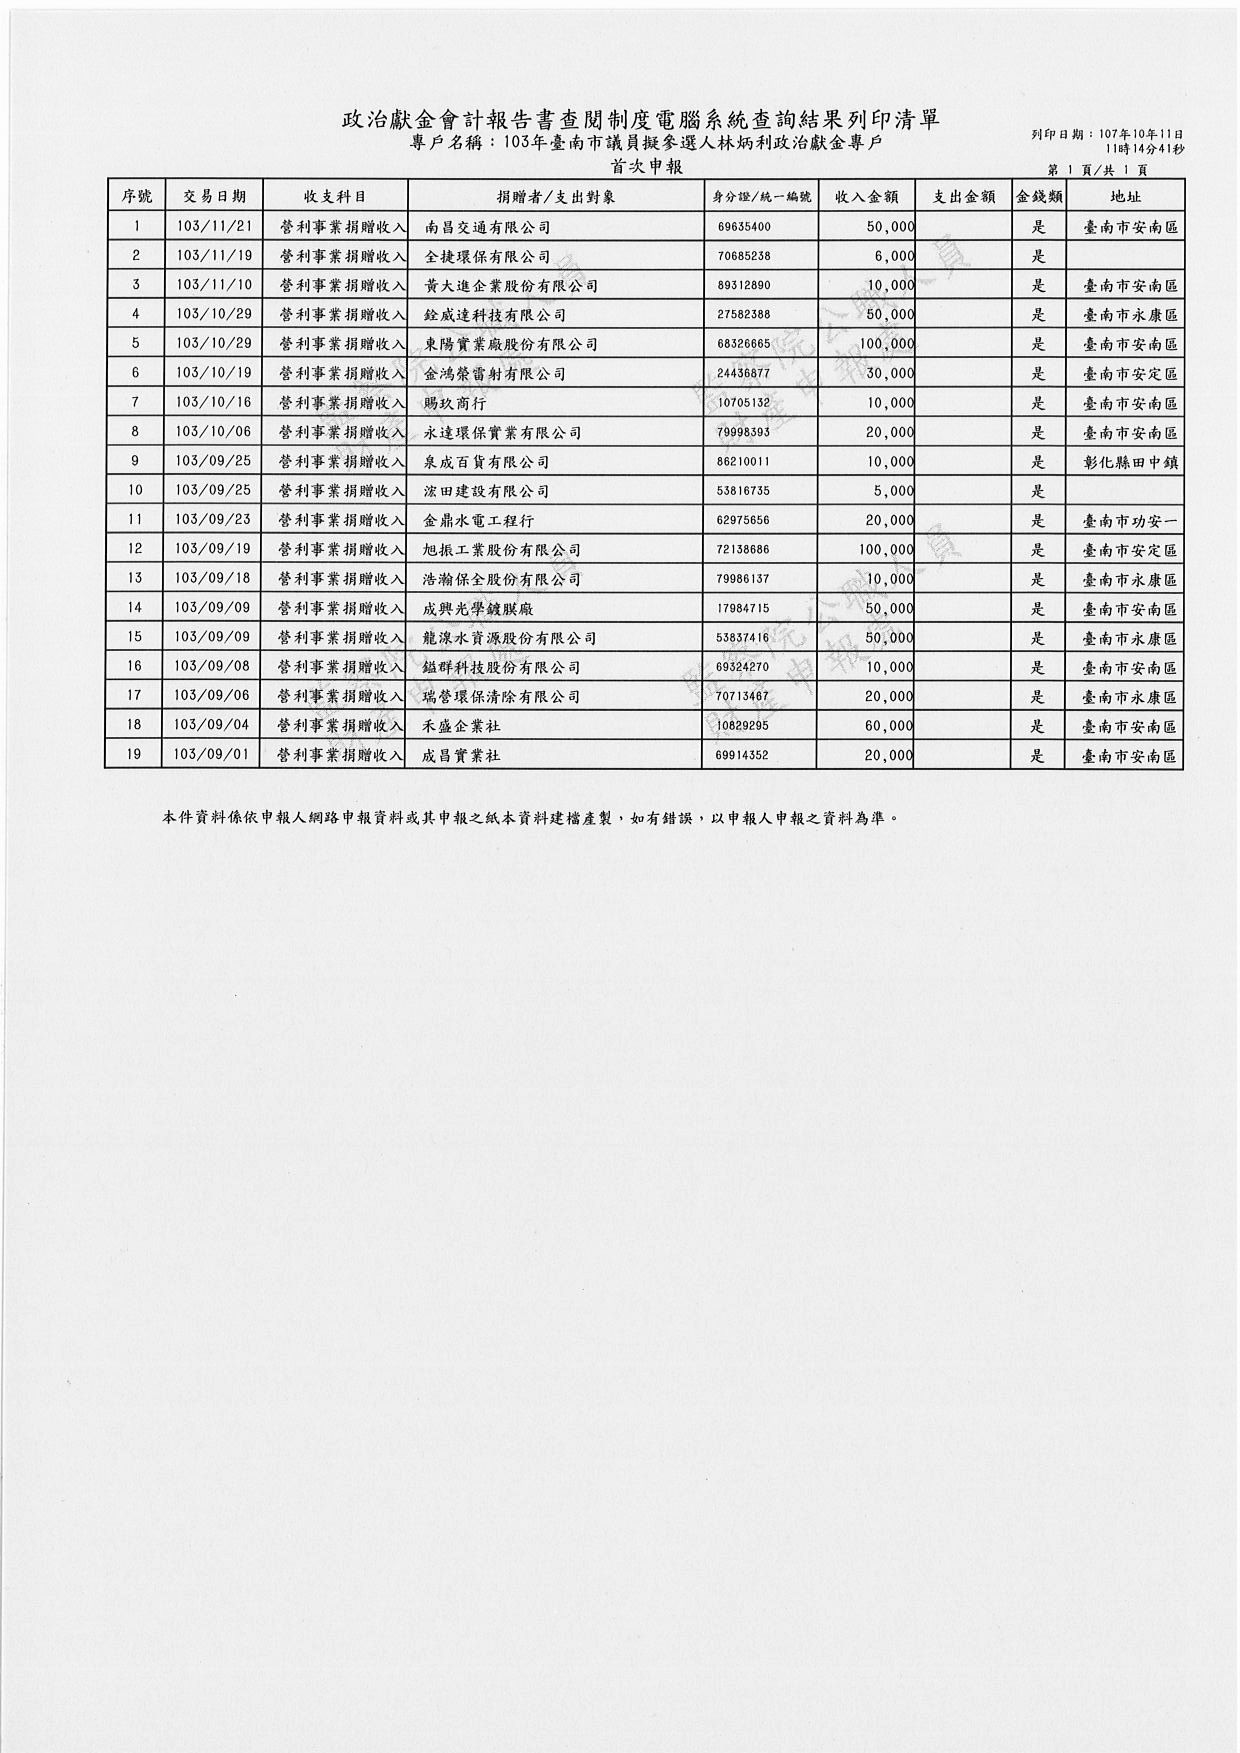 政治獻金會計報告書查閱制度電腦系統查詢結果列印清單
專戶名稱：103年臺南市議員擬參選人林炳利政治獻金專戶
首次申報
列印日期：107年10年11日
11時14分41秒
第 1 頁/共 1 頁
序號 交易日期 收支科目 捐贈者/支出對象 身分證/統一編號 收入金額 支出金額 金錢類 地址
1 103/11/21 營利事業捐贈收入 南昌交通有限公司 69635400 50,000 是 臺南市安南區
2 103/11/19 營利事業捐贈收入 全捷環保有限公司 70685238 6,000 是
3 103/11/10 營利事業捐贈收入 黃大進企業股份有限公司 89312890 10,000 是 臺南市安南區
4 103/10/29 營利事業捐贈收入 銓威達科技有限公司 27582388 50,000 是 臺南市永康區
5 103/10/29 營利事業捐贈收入 東陽實業廠股份有限公司 68326665 100,000 是 臺南市安南區
6 103/10/19 營利事業捐贈收入 金鴻榮雷射有限公司 24436877 30,000 是 臺南市安定區
7 103/10/16 營利事業捐贈收入 賜玖商行 10705132 10,000 是 臺南市安南區
8 103/10/06 營利事業捐贈收入 永達環保實業有限公司 79998393 20,000 是 臺南市安南區
9 103/09/25 營利事業捐贈收入 泉成百貨有限公司 86210011 10,000 是 彰化縣田中鎮
10 103/09/25 營利事業捐贈收入 浤田建設有限公司 53816735 5,000 是
11 103/09/23 營利事業捐贈收入 金鼎水電工程行 62975656 20,000 是 臺南市功安一
12 103/09/19 營利事業捐贈收入 旭振工業股份有限公司 72138686 100,000 是 臺南市安定區
13 103/09/18 營利事業捐贈收入 浩瀚保全股份有限公司 79986137 10,000 是 臺南市永康區
14 103/09/09 營利事業捐贈收入 成興光學鍍膜廠 17984715 50,000 是 臺南市安南區
15 103/09/09 營利事業捐贈收入 龍湶水資源股份有限公司 53837416 50,000 是 臺南市永康區
16 103/09/08 營利事業捐贈收入 鎰群科技股份有限公司 69324270 10,000 是 臺南市安南區
17 103/09/06 營利事業捐贈收入 瑞營環保清除有限公司 70713467 20,000 是 臺南市永康區
18 103/09/04 營利事業捐贈收入 禾盛企業社 10829295 60,000 是 臺南市安南區
19 103/09/01 營利事業捐贈收入 成昌實業社 69914352 20,000 是 臺南市安南區
本件資料係依申報人網路申報資料或其申報之紙本資料建檔產製，如有錯誤，以申報人申報之資料為準。